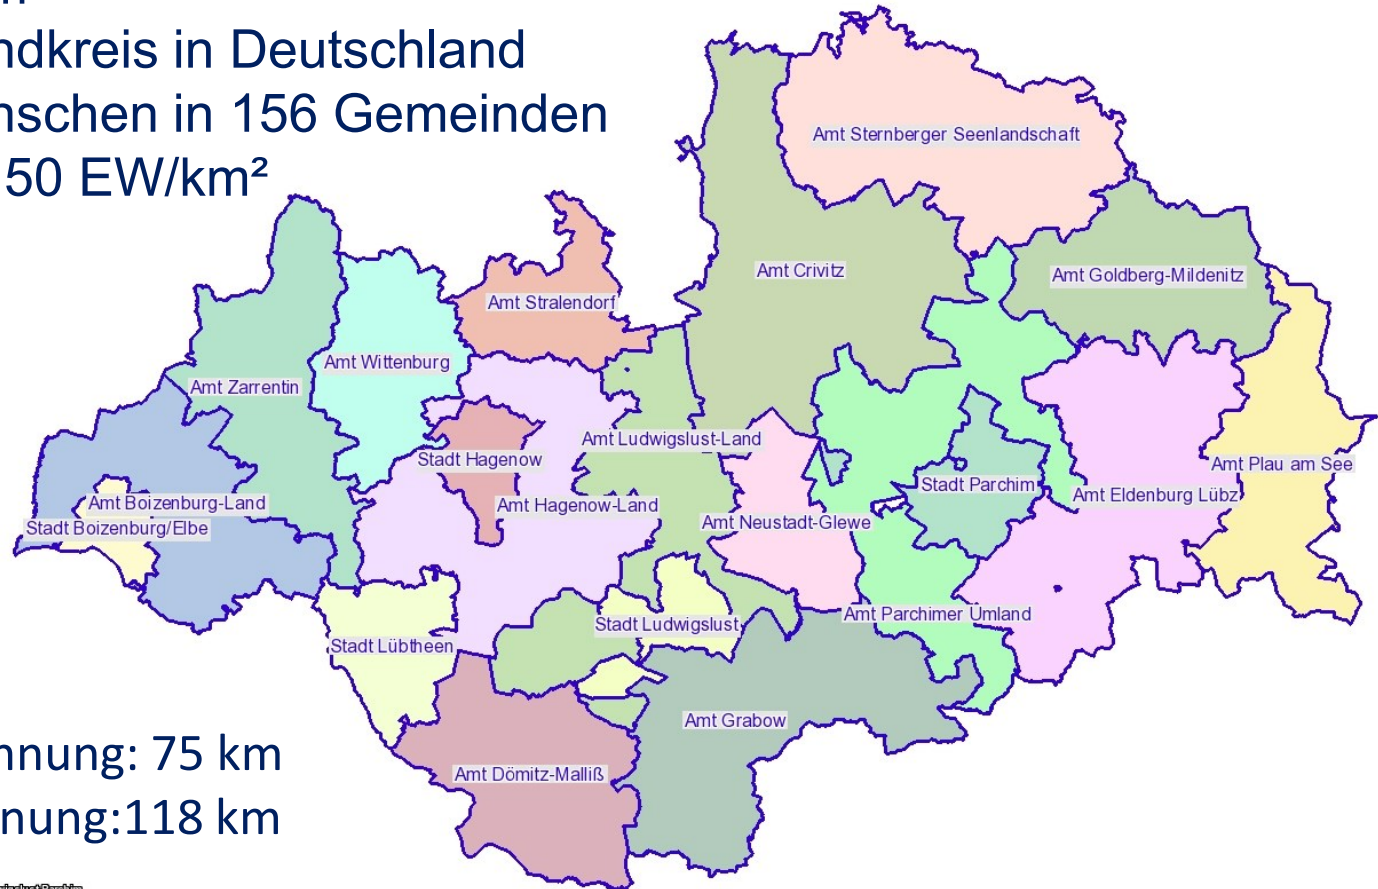 ndkreis in Deutschland
nschen in 156 Gemeinden
50 EW/km²
Amt Sternberger Seenlandschaft
Amt Crivitz
Amt Goldberg-Mildenitz
Amt Stralendorf
Amt Wittenburg
Amt Zarrentin
Amt Ludwigslust-Land
Stadt Hagenow
Amt Plau am See
Stadt Parchim
Amt Eldenburg Lübz
Amt Boizenburg-Land
Amt Hagenow-Land
Amt Neustadt-Glewe
Stadt Boizenburg/Elbe
Amt Parchimer Umland
Stadt Ludwigslust
Stadt Lübtheen
Amt Grabow
Amt Dömitz-Malliß
hnung: 75 km
nung:118 km